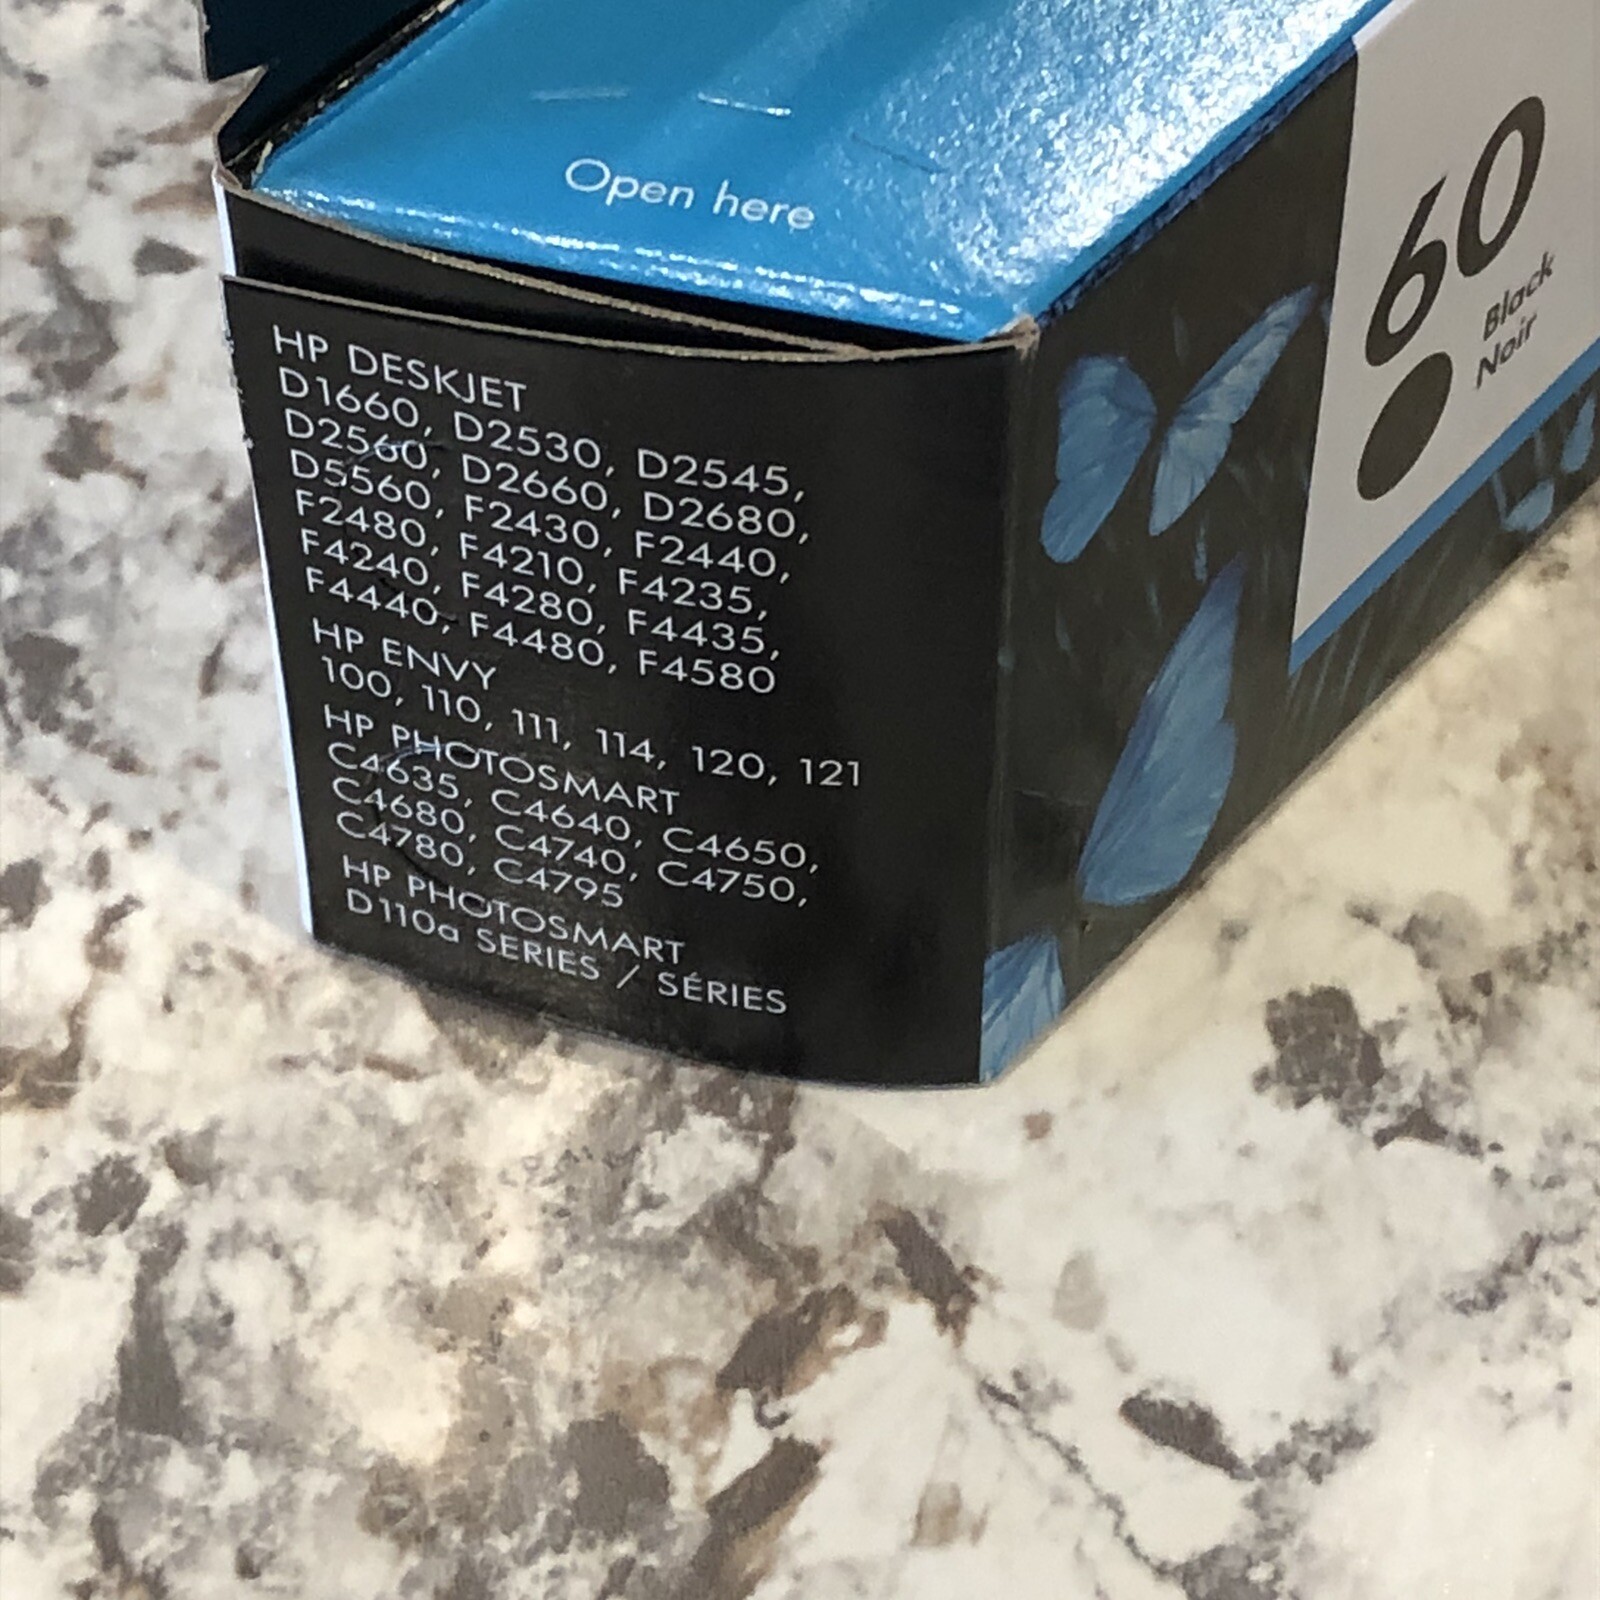 Open here
HP DESKJET
D1660, D2530, D2545,
D2560, D2660, D2680,
D5560, F2430, F2440,
F2480, F4210, F4235,
F4240, F4280, F4435,
F4440, F4480, F4580
HP ENVY
100, 110, 111, 114, 120, 121
HP PHOTOSMART
C4635, C4640, C4650,
C4680, C4740, C4750,
C4780, C4795
HP PHOTOSMART
D110a SERIES / SÉRIES
60
Black
Noir